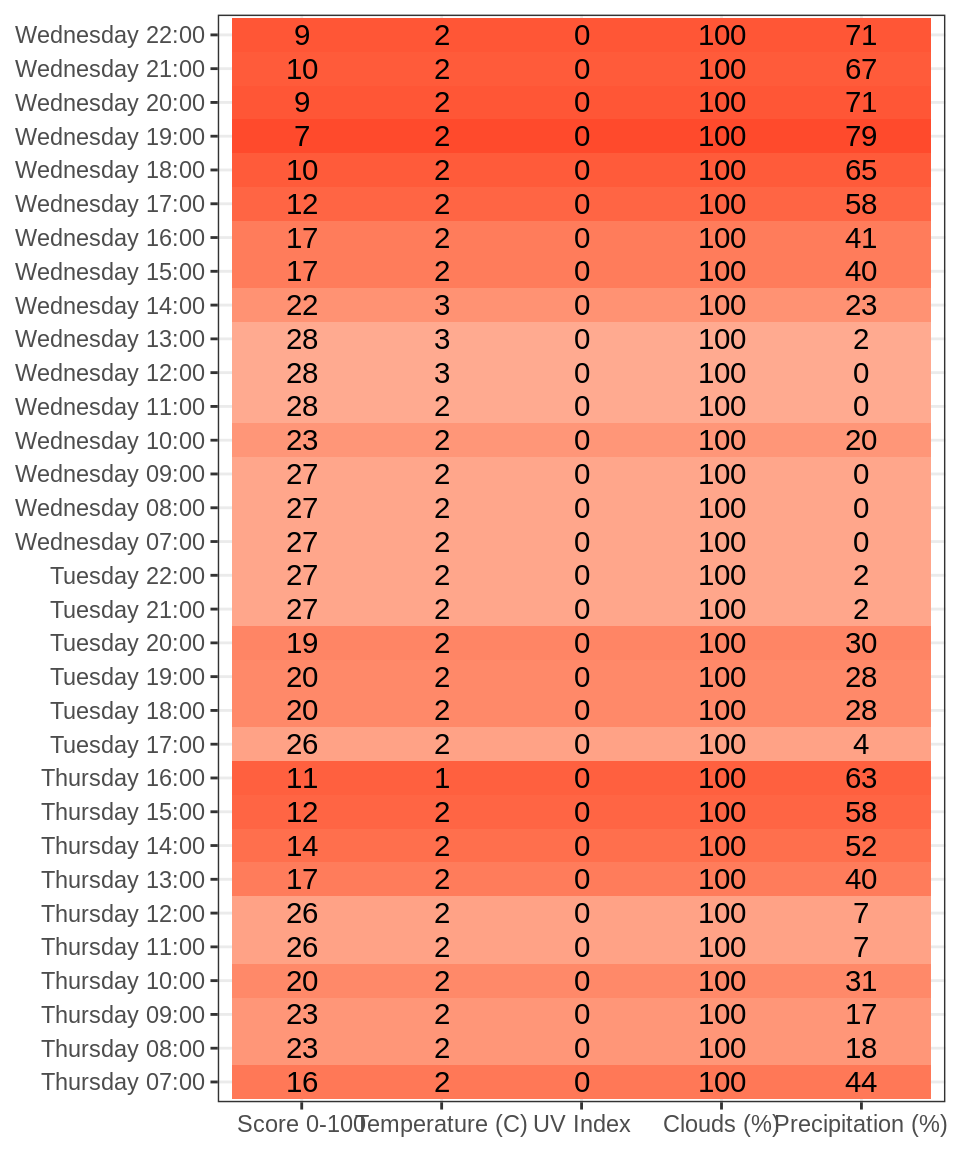 Wednesday 22:00 9 2 0 100 71
Wednesday 21:00 10 2 0 100 67
Wednesday 20:00 9 2 0 100 71
Wednesday 19:00 7 2 0 100 79
Wednesday 18:00 10 2 0 100 65
Wednesday 17:00 12 2 0 100 58
Wednesday 16:00 17 2 0 100 41
Wednesday 15:00 17 2 0 100 40
Wednesday 14:00 22 3 0 100 23
Wednesday 13:00 28 3 0 100 2
Wednesday 12:00 28 3 0 100 0
Wednesday 11:00 28 2 0 100 0
Wednesday 10:00 23 2 0 100 20
Wednesday 09:00 27 2 0 100 0
Wednesday 08:00 27 2 0 100 0
Wednesday 07:00 27 2 0 100 0
Tuesday 22:00 27 2 0 100 2
Tuesday 21:00 27 2 0 100 2
Tuesday 20:00 19 2 0 100 30
Tuesday 19:00 20 2 0 100 28
Tuesday 18:00 20 2 0 100 28
Tuesday 17:00 26 2 0 100 4
Thursday 16:00 11 1 0 100 63
Thursday 15:00 12 2 0 100 58
Thursday 14:00 14 2 0 100 52
Thursday 13:00 17 2 0 100 40
Thursday 12:00 26 2 0 100 7
Thursday 11:00 26 2 0 100 7
Thursday 10:00 20 2 0 100 31
Thursday 09:00 23 2 0 100 17
Thursday 08:00 23 2 0 100 18
Thursday 07:00 16 2 0 100 44
Score 0-100 Temperature (C) UV Index Clouds (%) Precipitation (%)